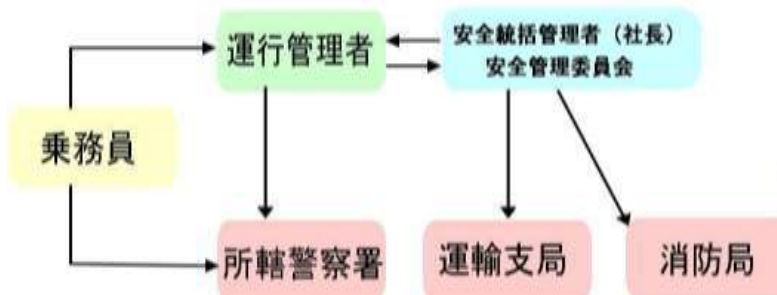 運行管理者
安全統括管理者（社長）
安全管理委員会
乗務員
所轄警察署
運輸支局
消防局